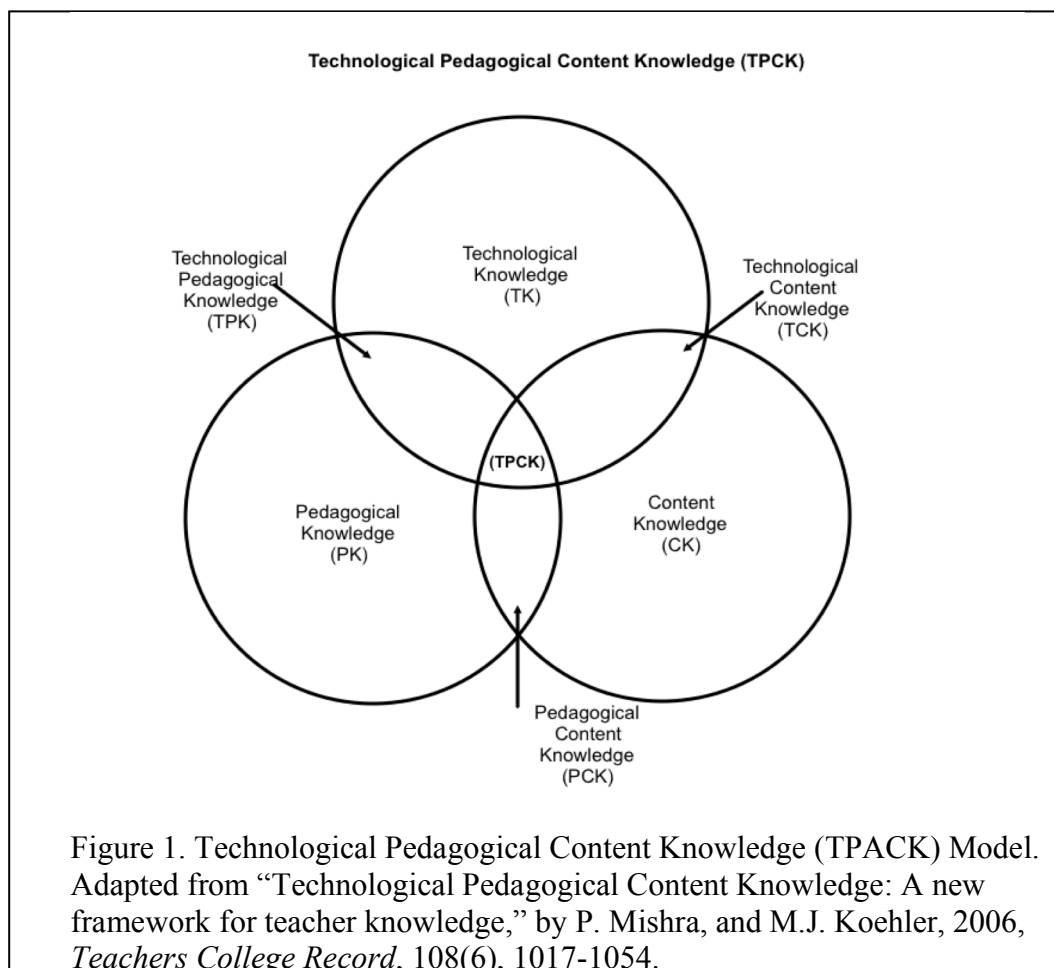 Technological Pedagogical Content Knowledge (TPCK)
Technological
Knowledge
(TK)
Technological
Pedagogical
Knowledge
(TPK)
Technological
Content
Knowledge
(TCK)
(TPCK)
Pedagogical
Knowledge
(PK)
Content
Knowledge
(CK)
Pedagogical
Content
Knowledge
(PCK)
Figure 1. Technological Pedagogical Content Knowledge (TPACK) Model.
Adapted from “Technological Pedagogical Content Knowledge: A new
framework for teacher knowledge,” by P. Mishra, and M.J. Koehler, 2006,
Teachers College Record, 108(6), 1017-1054.